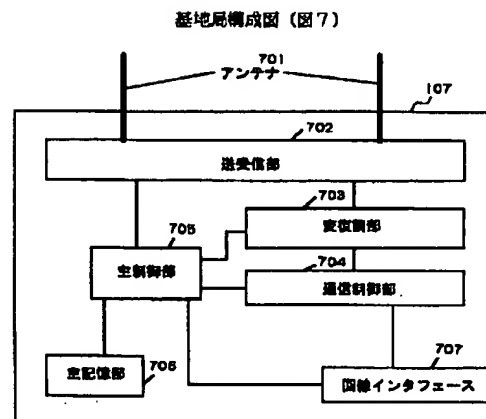 基地局構成図 (図7)
701
アンテナ
107
702
送受信部
703
変復調部
705
主制御部
704
通信制御部
主記憶部
706
707
回線インタフェース